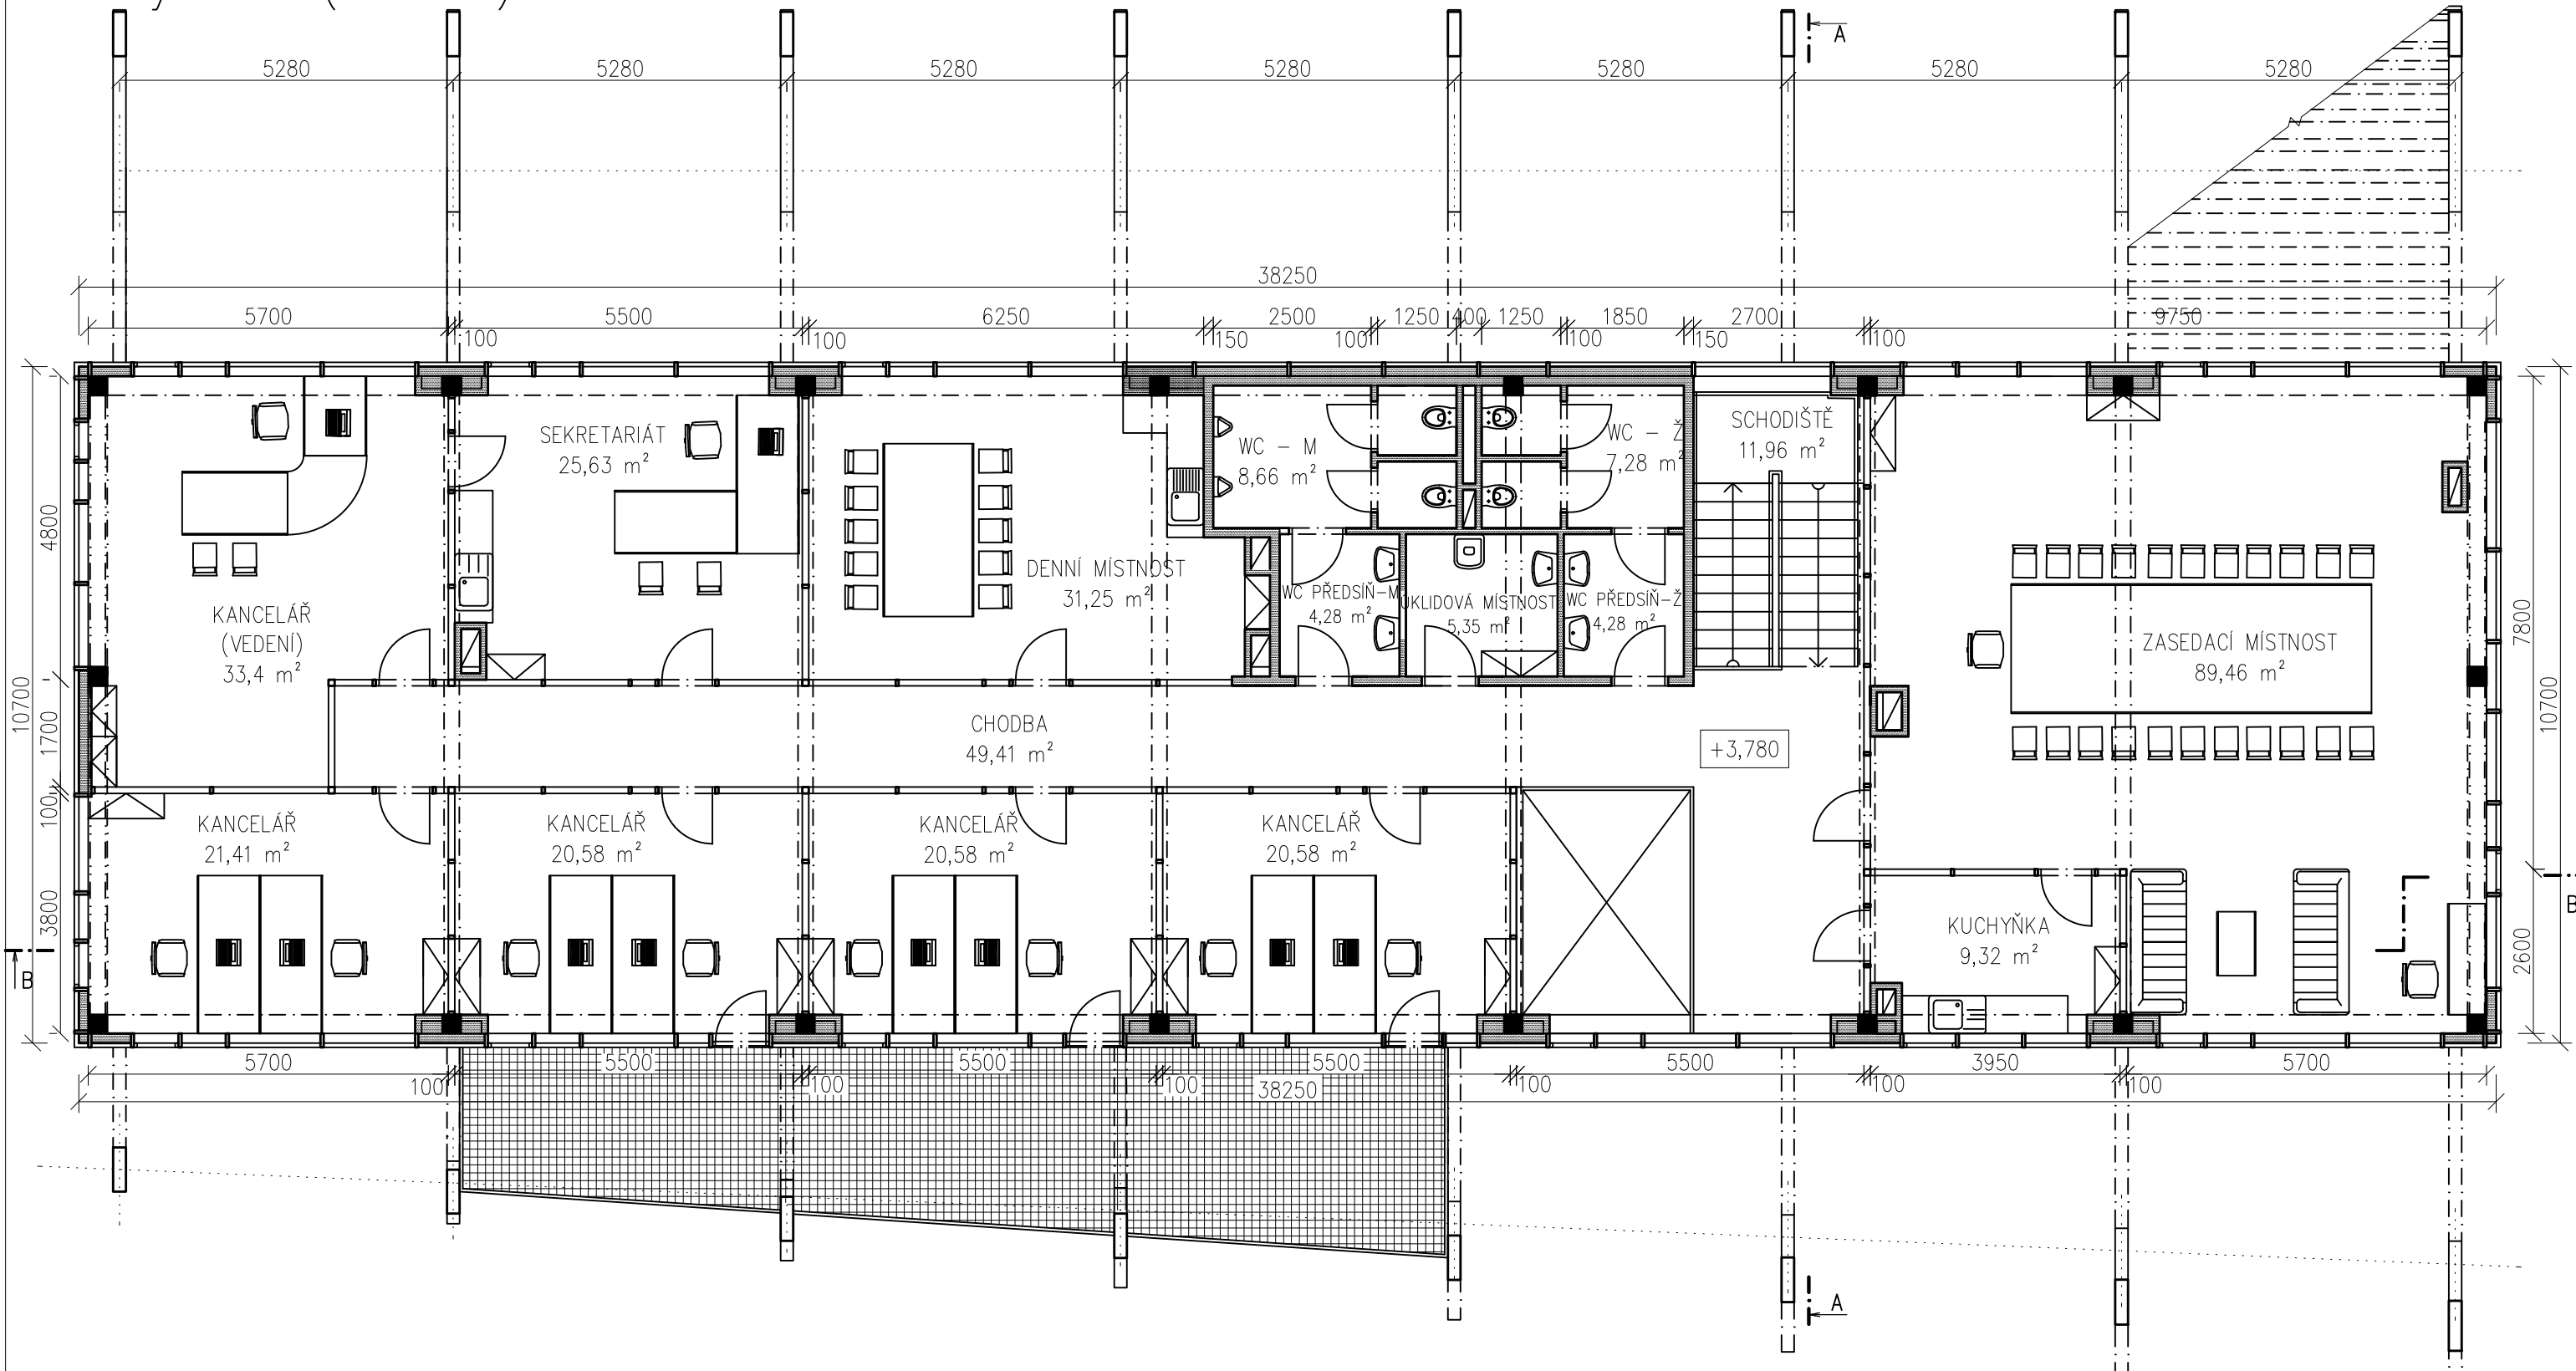 A
5280 5280 5280 5280 5280 5280 5280
38250
5700 5500 6250 2500 1250 400 1250 1850 2700 9750
100 100 150 100 100 150 100
SCHODIŠTĚ
11,96 m²
SEKRETARIÁT
25,63 m²
WC – M
8,66 m²
WC – Ž
7,28 m²
4800
DENNÍ MÍSTNOST
31,25 m²
WC PŘEDSÍŇ-M
4,28 m²
ÚKLIDOVÁ MÍSTNOST
5,35 m²
WC PŘEDSÍŇ-Ž
4,28 m²
KANCELÁŘ
(VEDENÍ)
33,4 m²
ZASEDACÍ MÍSTNOST
89,46 m²
7800
10700
1700
CHODBA
49,41 m²
+3,780
10700
100
KANCELÁŘ
21,41 m²
KANCELÁŘ
20,58 m²
KANCELÁŘ
20,58 m²
KANCELÁŘ
20,58 m²
3800
KUCHYŇKA
9,32 m²
2600
B
B
5700 5500 5500 5500 5500 3950 5700
100 100 100 100 100 100
38250
A